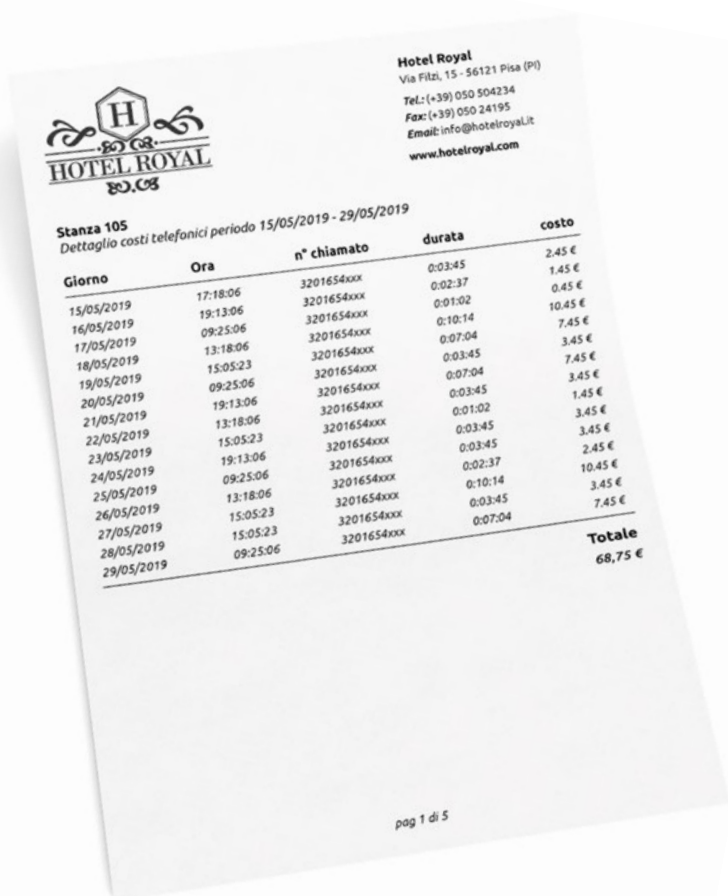 H
HOTEL ROYAL
Hotel Royal
Via Filzi, 15 - 56121 Pisa (PI)
Tel.: (+39) 050 504234
Fax: (+39) 050 24195
Email: info@hotelroyal.it
www.hotelroyal.com
Stanza 105
Dettaglio costi telefonici periodo 15/05/2019 - 29/05/2019
Giorno Ora n° chiamato durata costo
15/05/2019 17:18:06 3201654xxx 0:03:45 2.45 €
16/05/2019 19:13:06 3201654xxx 0:02:37 1.45 €
17/05/2019 09:25:06 3201654xxx 0:01:02 0.45 €
18/05/2019 13:18:06 3201654xxx 0:10:14 10.45 €
19/05/2019 15:05:23 3201654xxx 0:07:04 7.45 €
20/05/2019 09:25:06 3201654xxx 0:03:45 3.45 €
21/05/2019 19:13:06 3201654xxx 0:07:04 7.45 €
22/05/2019 13:18:06 3201654xxx 0:03:45 3.45 €
23/05/2019 15:05:23 3201654xxx 0:01:02 1.45 €
24/05/2019 19:13:06 3201654xxx 0:03:45 3.45 €
25/05/2019 09:25:06 3201654xxx 0:03:45 3.45 €
26/05/2019 13:18:06 3201654xxx 0:02:37 2.45 €
27/05/2019 15:05:23 3201654xxx 0:10:14 10.45 €
28/05/2019 15:05:23 3201654xxx 0:03:45 3.45 €
29/05/2019 09:25:06 3201654xxx 0:07:04 7.45 €
Totale
68,75 €
pag 1 di 5